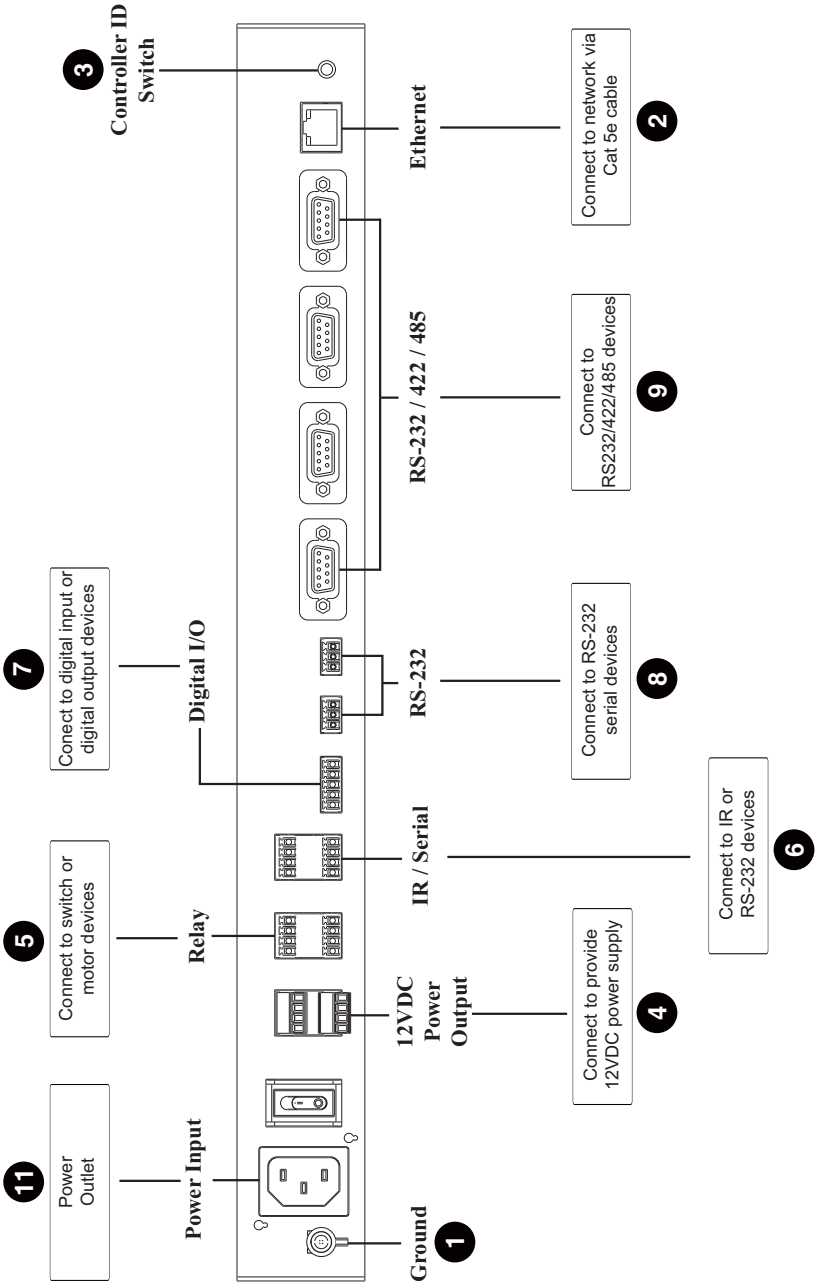 11
5
7
Power
Outlet
Connect to switch or
motor devices
Conect to digital input or
digital output devices
3
Controller ID
Switch
Power Input
Relay
Digital I/O
Ground
1
12VDC
Power
Output
IR / Serial
RS-232
RS-232 / 422 / 485
Ethernet
Connect to provide
12VDC power supply
4
Connect to RS-232
serial devices
8
Connect to
RS232/422/485 devices
9
Connect to network via
Cat 5e cable
2
Connect to IR or
RS-232 devices
6